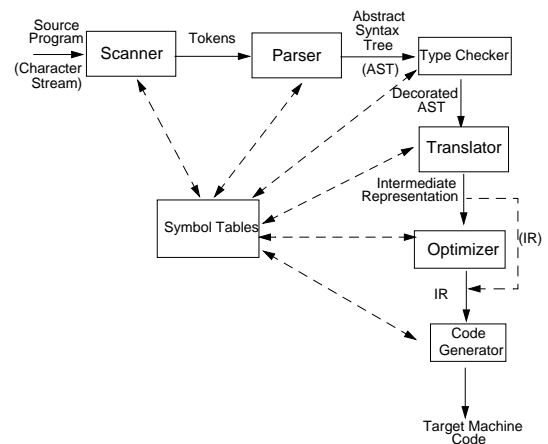 Source
Program
(Character
Stream)
Scanner
Tokens
Parser
Abstract
Syntax
Tree
(AST)
Type Checker
Decorated
AST
Translator
Intermediate
Representation
Symbol Tables
(IR)
Optimizer
IR
Code
Generator
Target Machine
Code